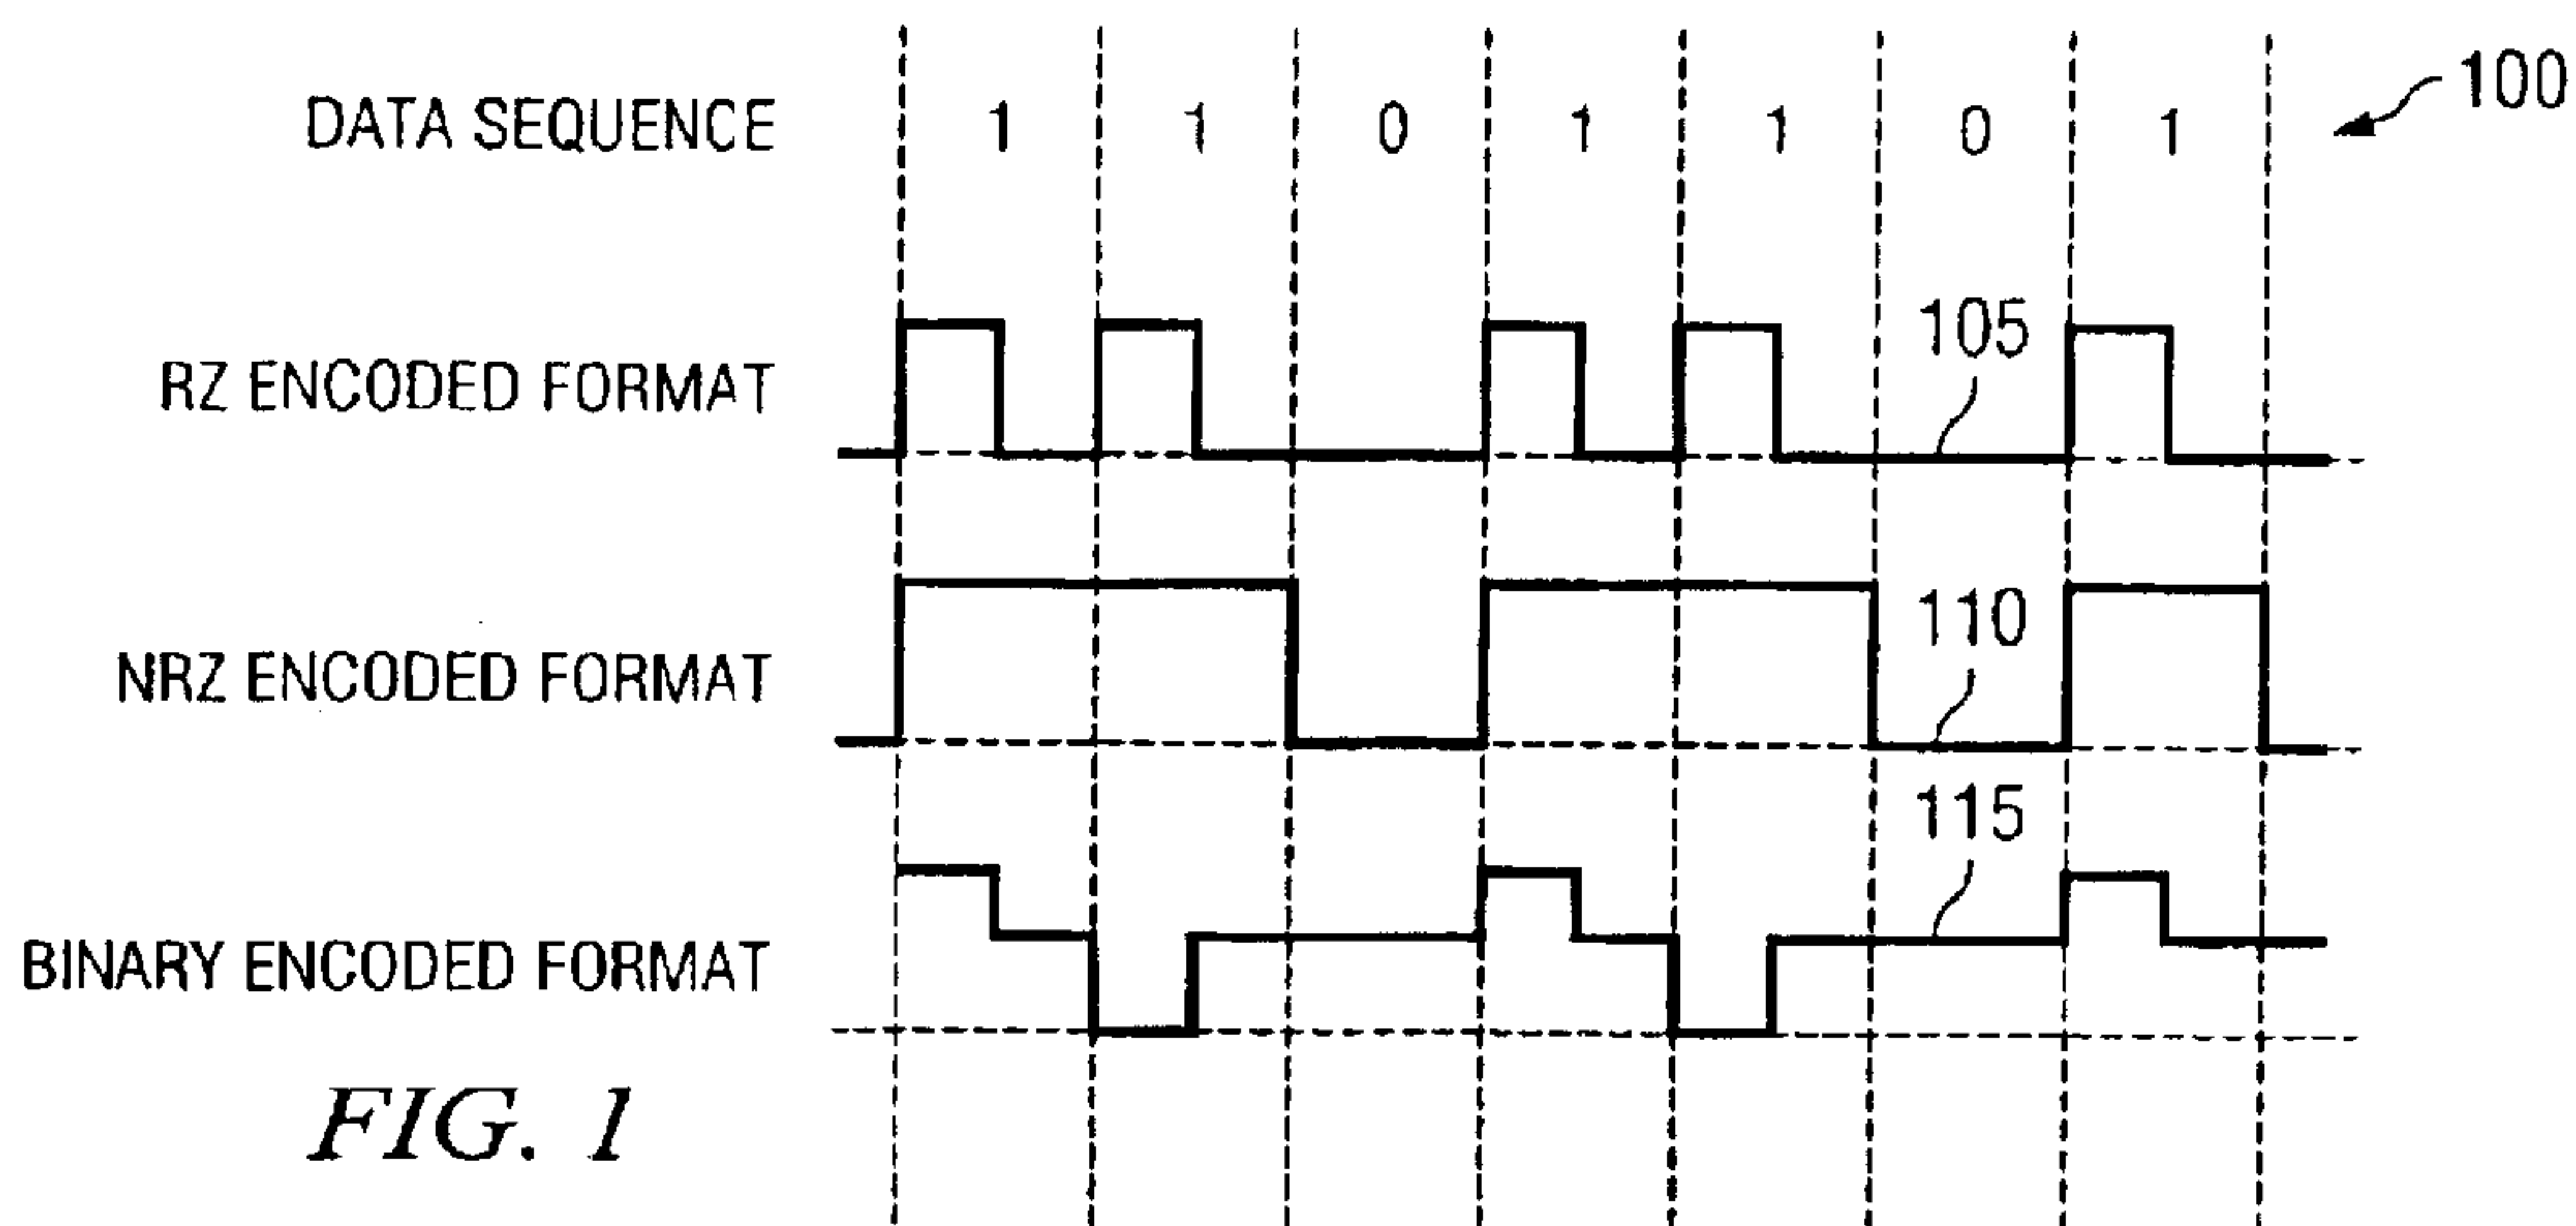 DATA SEQUENCE 1 1 0 1 1 0 1 100
RZ ENCODED FORMAT 105
NRZ ENCODED FORMAT 110
BINARY ENCODED FORMAT 115
FIG. 1